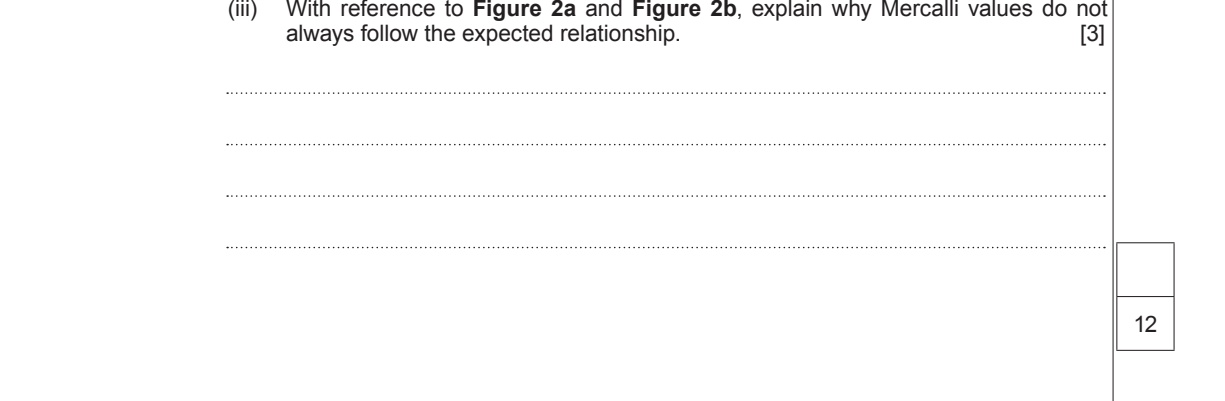 (iii) With reference to Figure 2a and Figure 2b, explain why Mercalli values do not
always follow the expected relationship. [3]
12